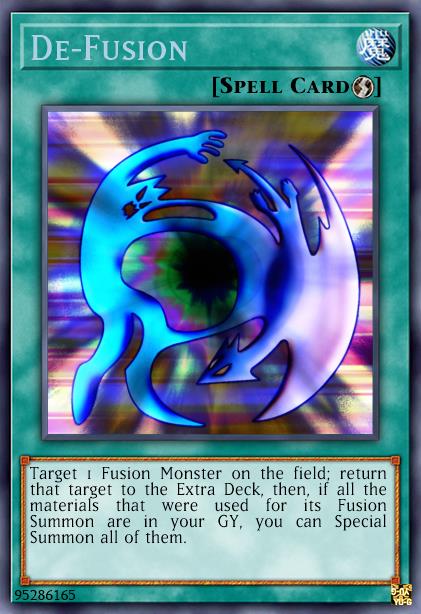 De-Fusion
魔
[Spell Card]
Target 1 Fusion Monster on the field; return
that target to the Extra Deck, then, if all the
materials that were used for its Fusion
Summon are in your GY, you can Special
Summon all of them.
95286165